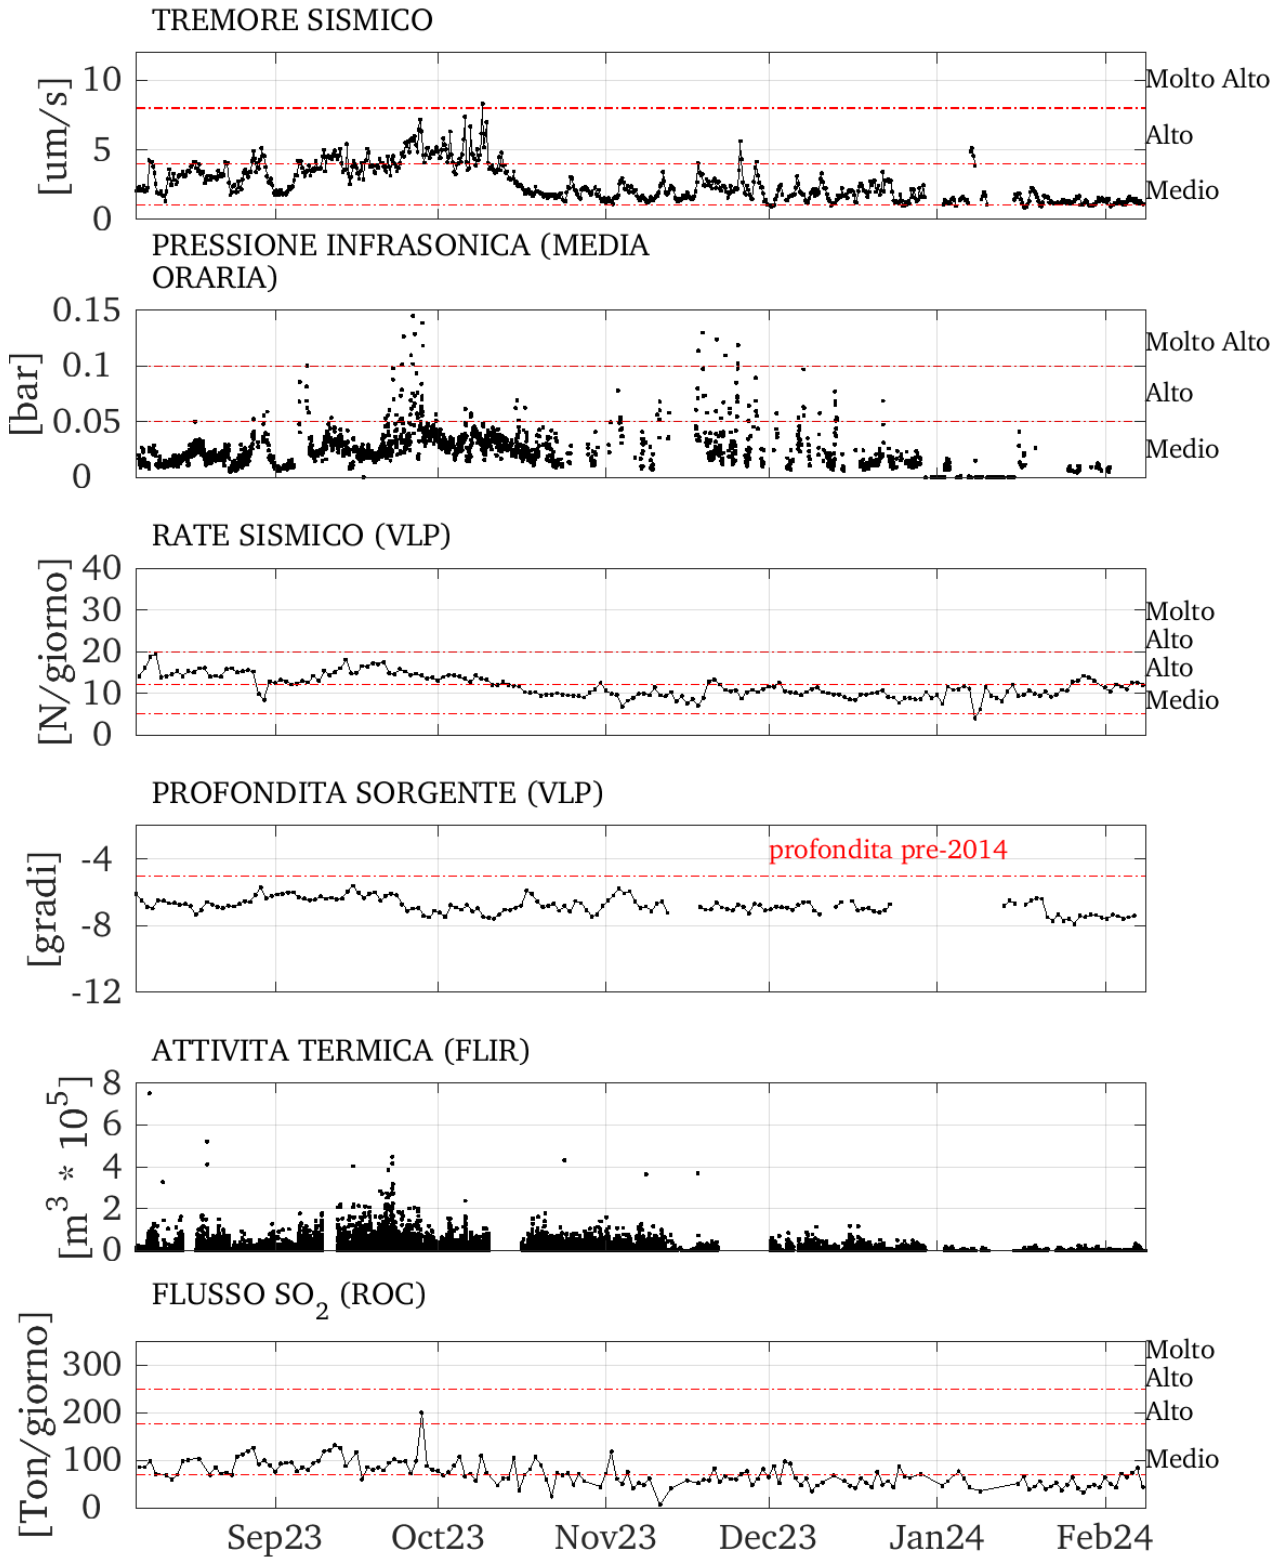 TREMORE SISMICO
[um/s]
10
5
0
Molto Alto
Alto
Medio
PRESSIONE INFRASONICA (MEDIA
ORARIA)
[bar]
0.15
0.1
0.05
0
Molto Alto
Alto
Medio
RATE SISMICO (VLP)
[N/giorno]
40
30
20
10
0
Molto
Alto
Alto
Medio
PROFONDITA SORGENTE (VLP)
[gradi]
-4
-8
-12
profondita pre-2014
ATTIVITA TERMICA (FLIR)
[m³ * 10⁵]
8
6
4
2
0
FLUSSO SO₂ (ROC)
[Ton/giorno]
300
200
100
0
Molto
Alto
Alto
Medio
Sep23 Oct23 Nov23 Dec23 Jan24 Feb24